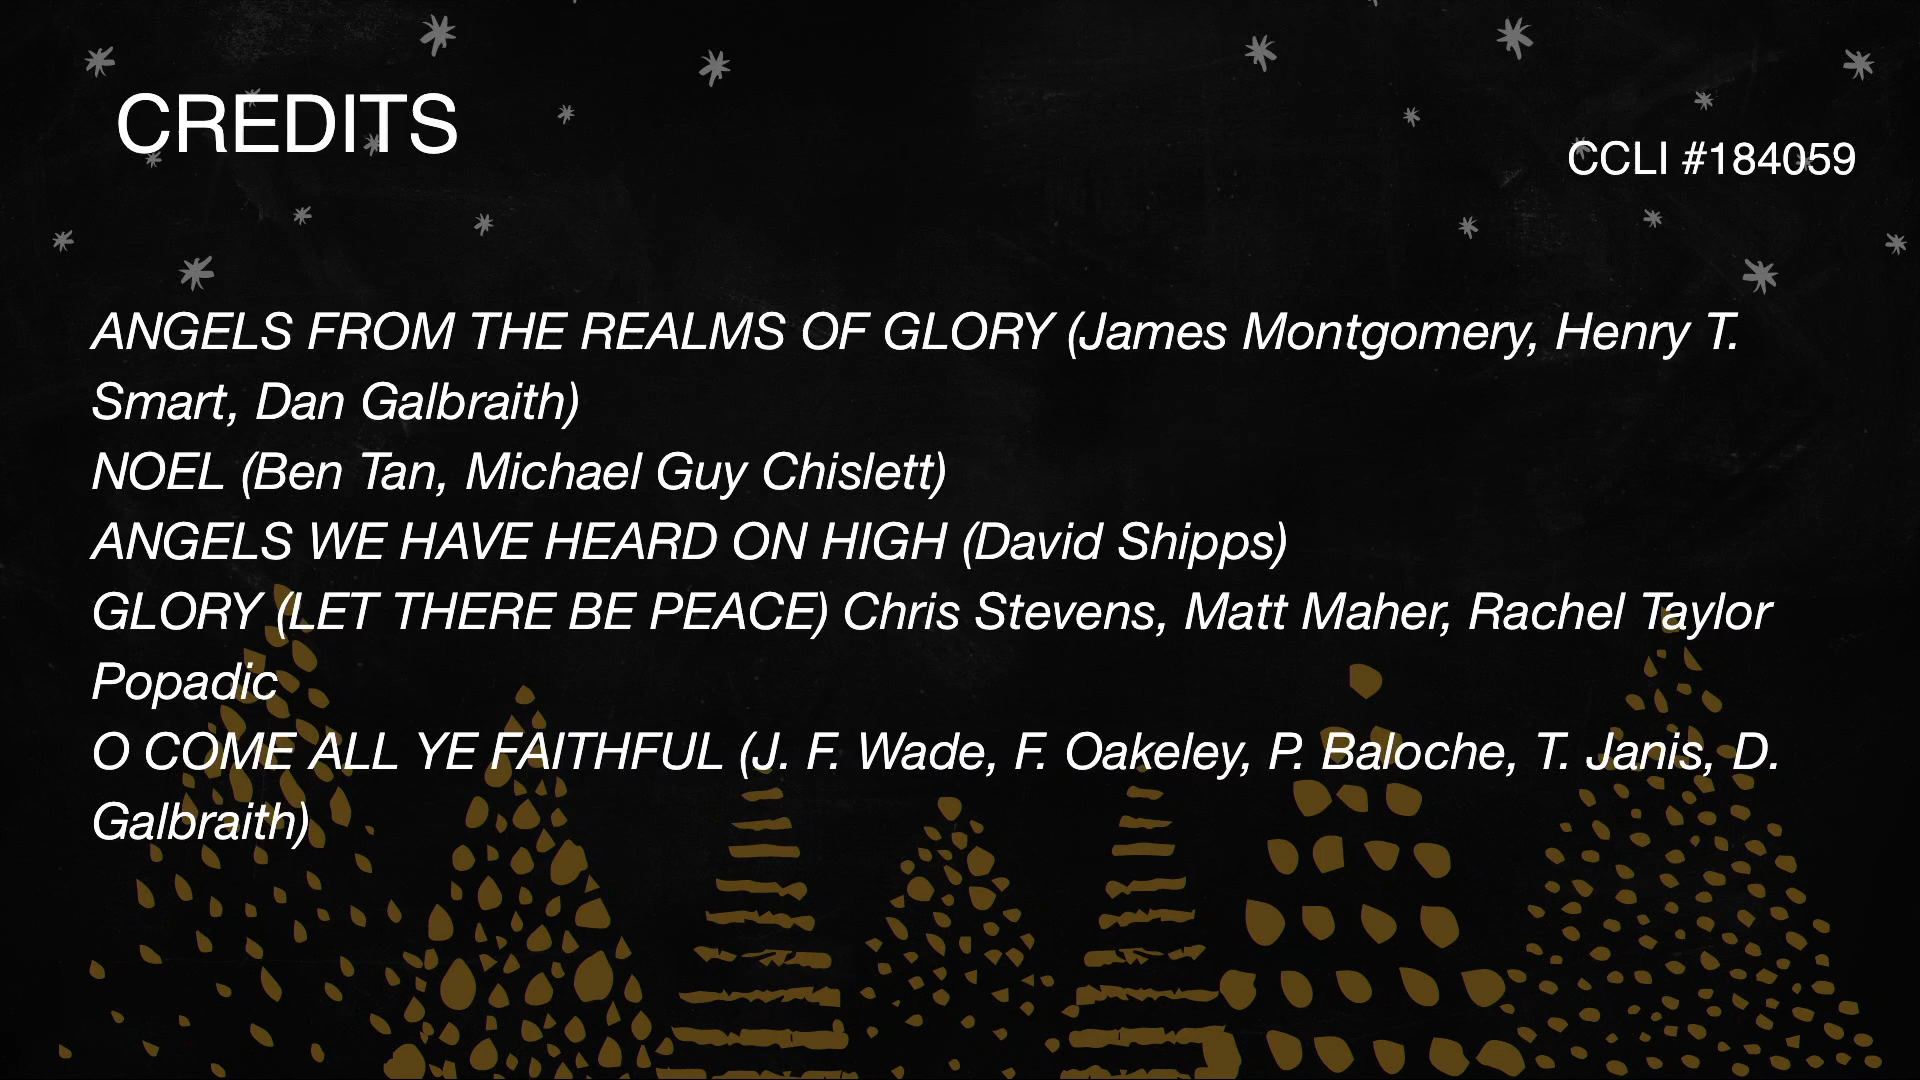 CREDITS
CCLI #184059
ANGELS FROM THE REALMS OF GLORY (James Montgomery, Henry T.
Smart, Dan Galbraith)
NOEL (Ben Tan, Michael Guy Chislett)
ANGELS WE HAVE HEARD ON HIGH (David Shipps)
GLORY (LET THERE BE PEACE) Chris Stevens, Matt Maher, Rachel Taylor
Popadic
O COME ALL YE FAITHFUL (J. F. Wade, F. Oakeley, P. Baloche, T. Janis, D.
Galbraith)